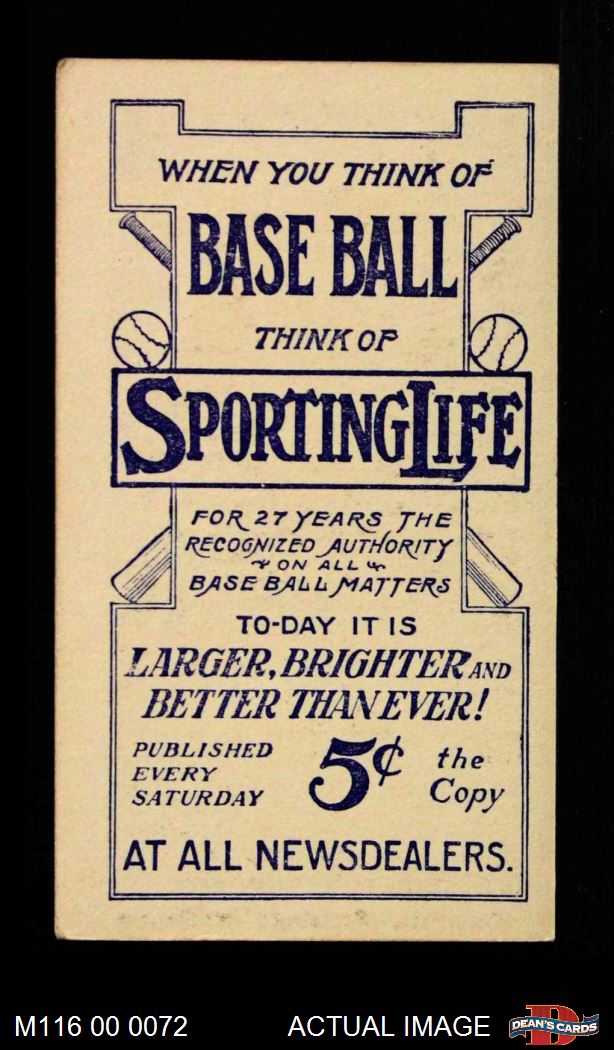 WHEN YOU THINK OF
BASE BALL
THINK OF
SPORTING LIFE
FOR 27 YEARS THE
RECOGNIZED AUTHORITY
ON ALL
BASE BALL MATTERS
TO-DAY IT IS
LARGER, BRIGHTER AND
BETTER THAN EVER!
PUBLISHED
EVERY
SATURDAY
5¢
the
Copy
AT ALL NEWSDEALERS.
M116 00 0072
ACTUAL IMAGE
D
DEAN'S CARDS